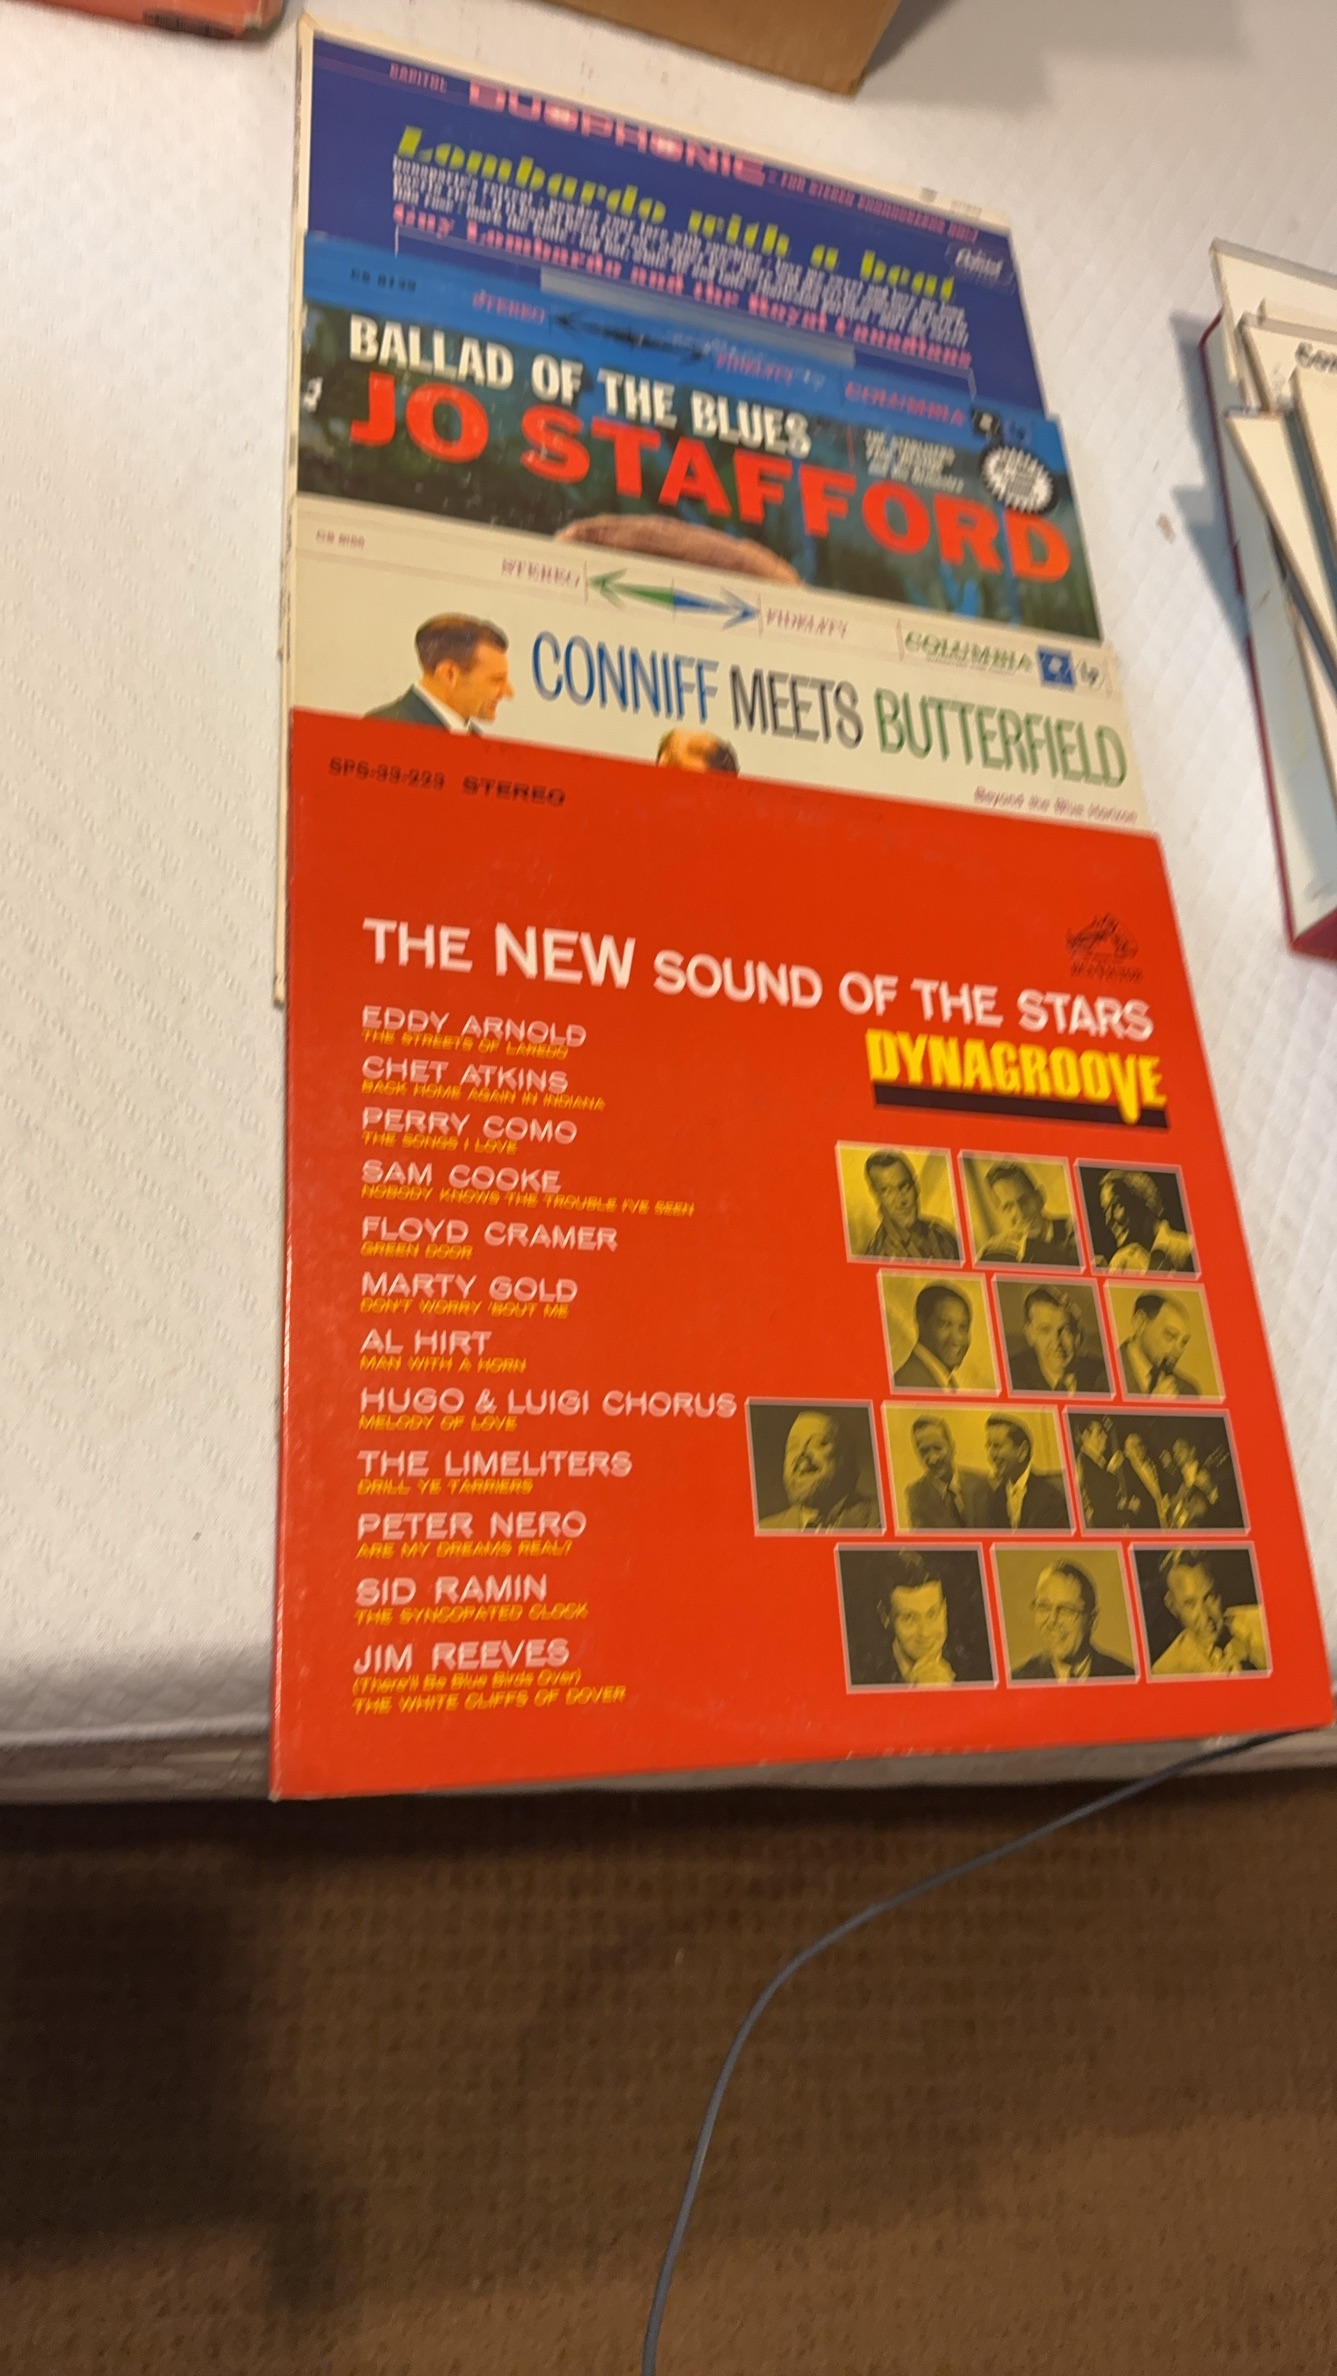 CAPITOL DUOPHONIC - FOR STEREO PHONOGRAPHS ONLY
Lombardo with a beat
Guy Lombardo and the Royal Canadians
Capitol
STEREO FIDELITY
COLUMBIA
BALLAD OF THE BLUES
JO STAFFORD
STEREO FIDELITY
COLUMBIA
CONNIFF MEETS BUTTERFIELD
Beyond the Blue Horizon
SPS-33-223 STEREO
THE NEW SOUND OF THE STARS
DYNAGROOVE
EDDY ARNOLD
THE STREETS OF LAREDO
CHET ATKINS
BACK HOME AGAIN IN INDIANA
PERRY COMO
THE SONGS I LOVE
SAM COOKE
NOBODY KNOWS THE TROUBLE I'VE SEEN
FLOYD CRAMER
GREEN DOOR
MARTY GOLD
DON'T WORRY 'BOUT ME
AL HIRT
MAN WITH A HORN
HUGO & LUIGI CHORUS
MELODY OF LOVE
THE LIMELITERS
DRILL YE TARRIERS
PETER NERO
ARE MY DREAMS REAL?
SID RAMIN
THE SYNCOPATED CLOCK
JIM REEVES
(There'll Be Blue Birds Over)
THE WHITE CLIFFS OF DOVER